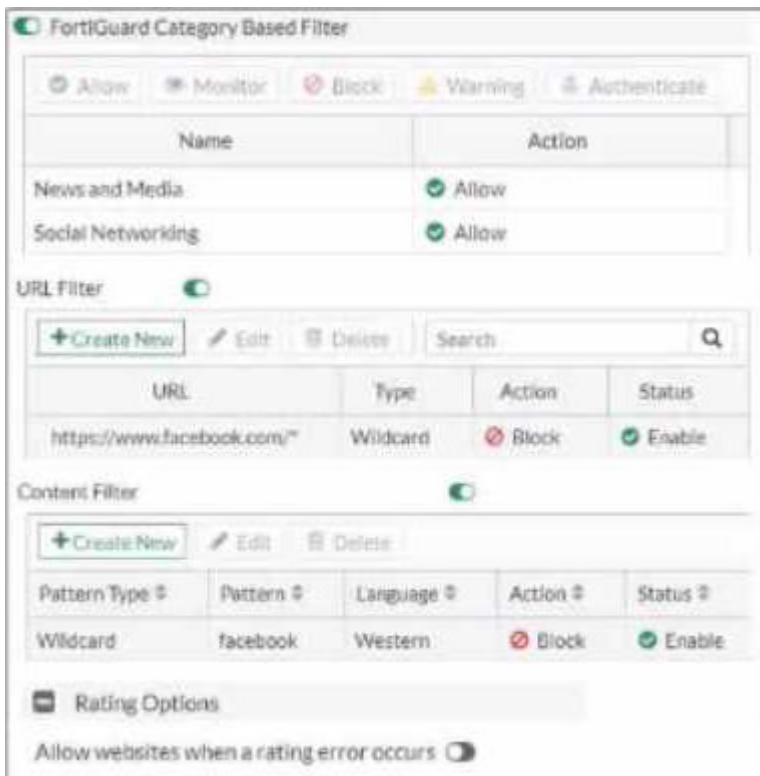 FortiGuard Category Based Filter
Allow Monitor Block Warning Authenticate
Name Action
News and Media Allow
Social Networking Allow
URL Filter
+Create New Edit Delete Search
URL Type Action Status
https://www.facebook.com/* Wildcard Block Enable
Content Filter
+Create New Edit Delete
Pattern Type Pattern Language Action Status
Wildcard facebook Western Block Enable
Rating Options
Allow websites when a rating error occurs